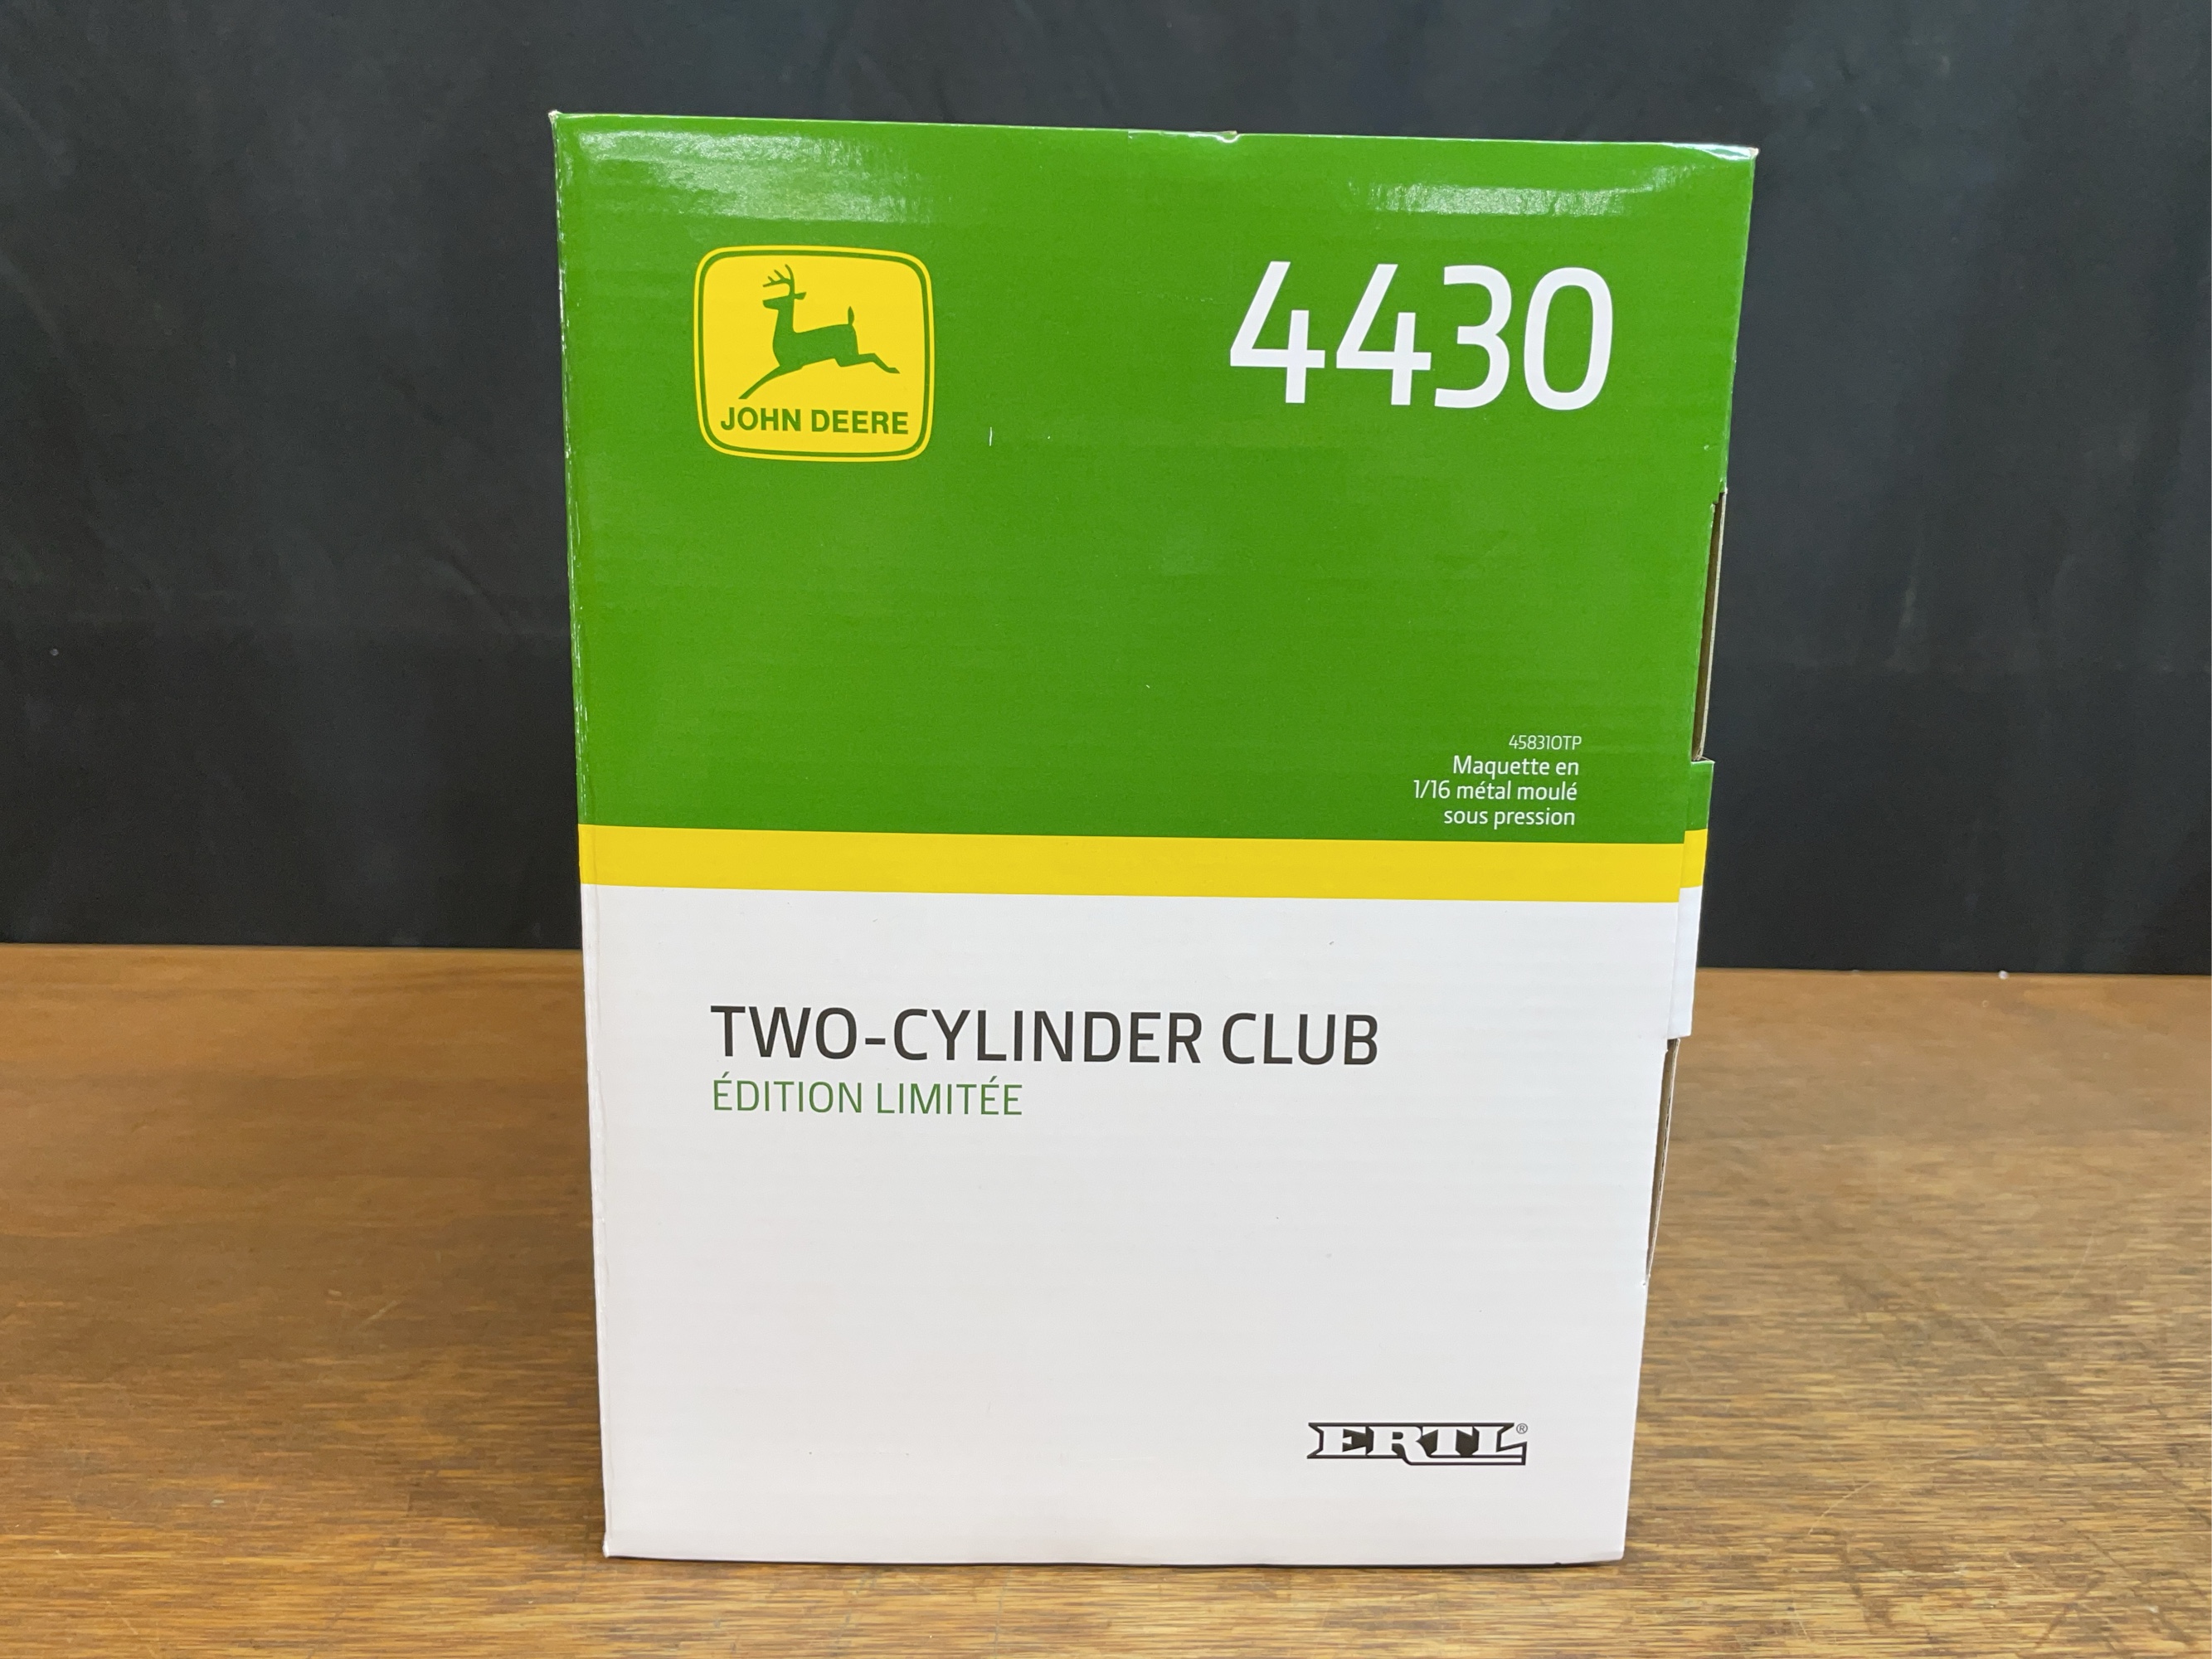 JOHN DEERE
4430
45831OTP
Maquette en
1/16 métal moulé
sous pression
TWO-CYLINDER CLUB
ÉDITION LIMITÉE
ERTL®